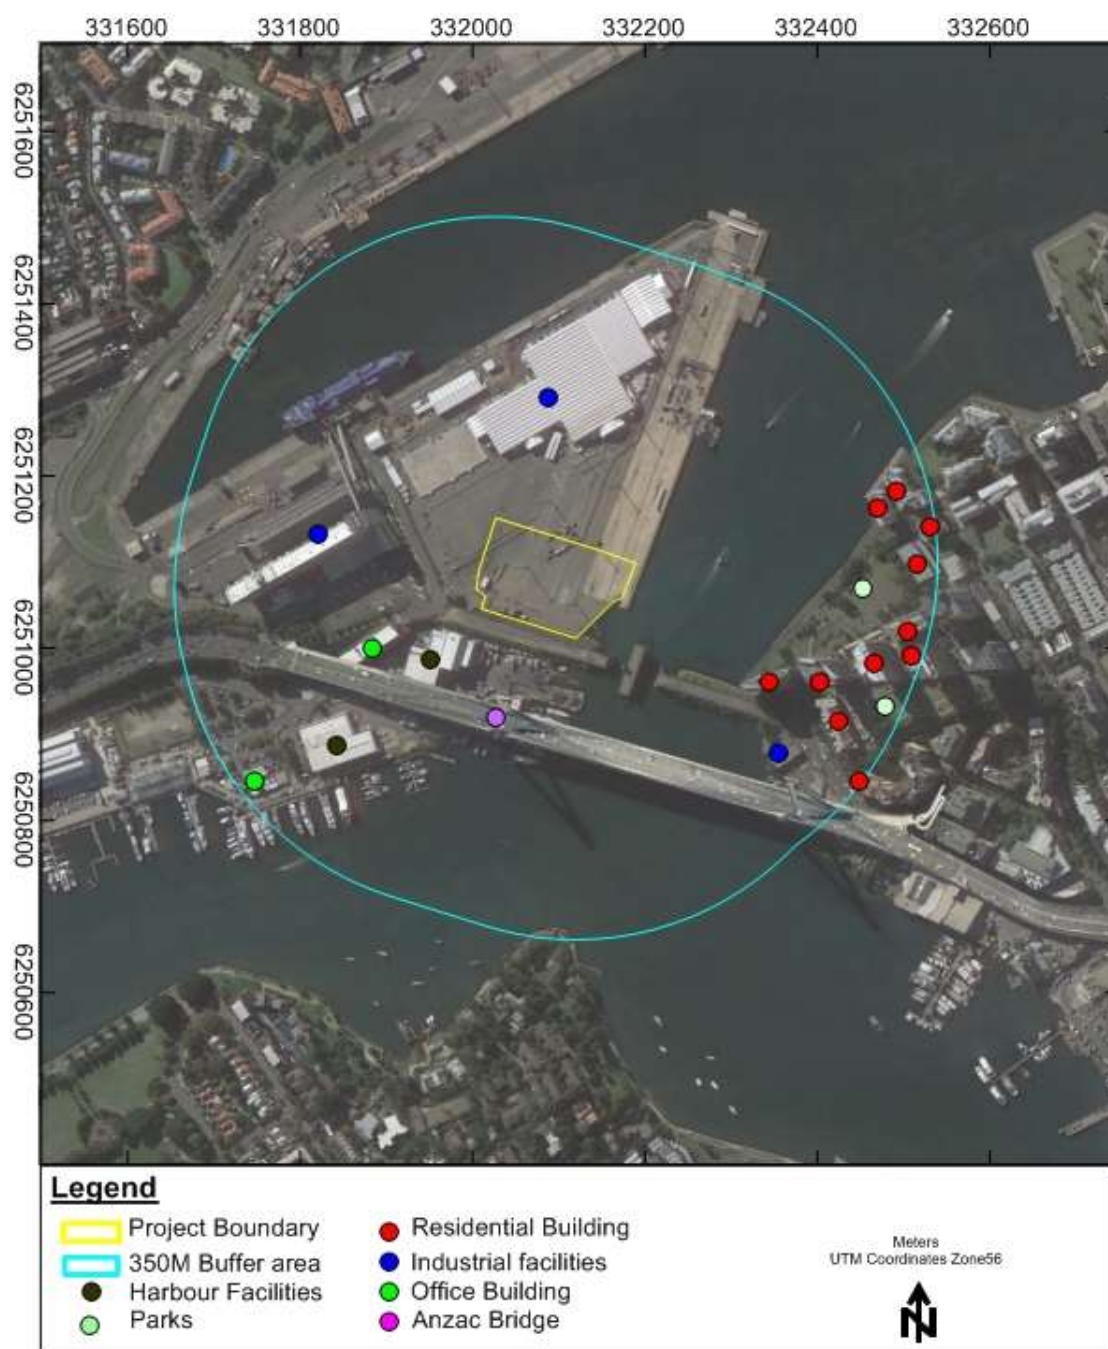 331600 331800 332000 332200 332400 332600
6251600
6251400
6251200
6251000
6250800
6250600
Legend
Project Boundary
350M Buffer area
Harbour Facilities
Parks
Residential Building
Industrial facilities
Office Building
Anzac Bridge
Meters
UTM Coordinates Zone56
N